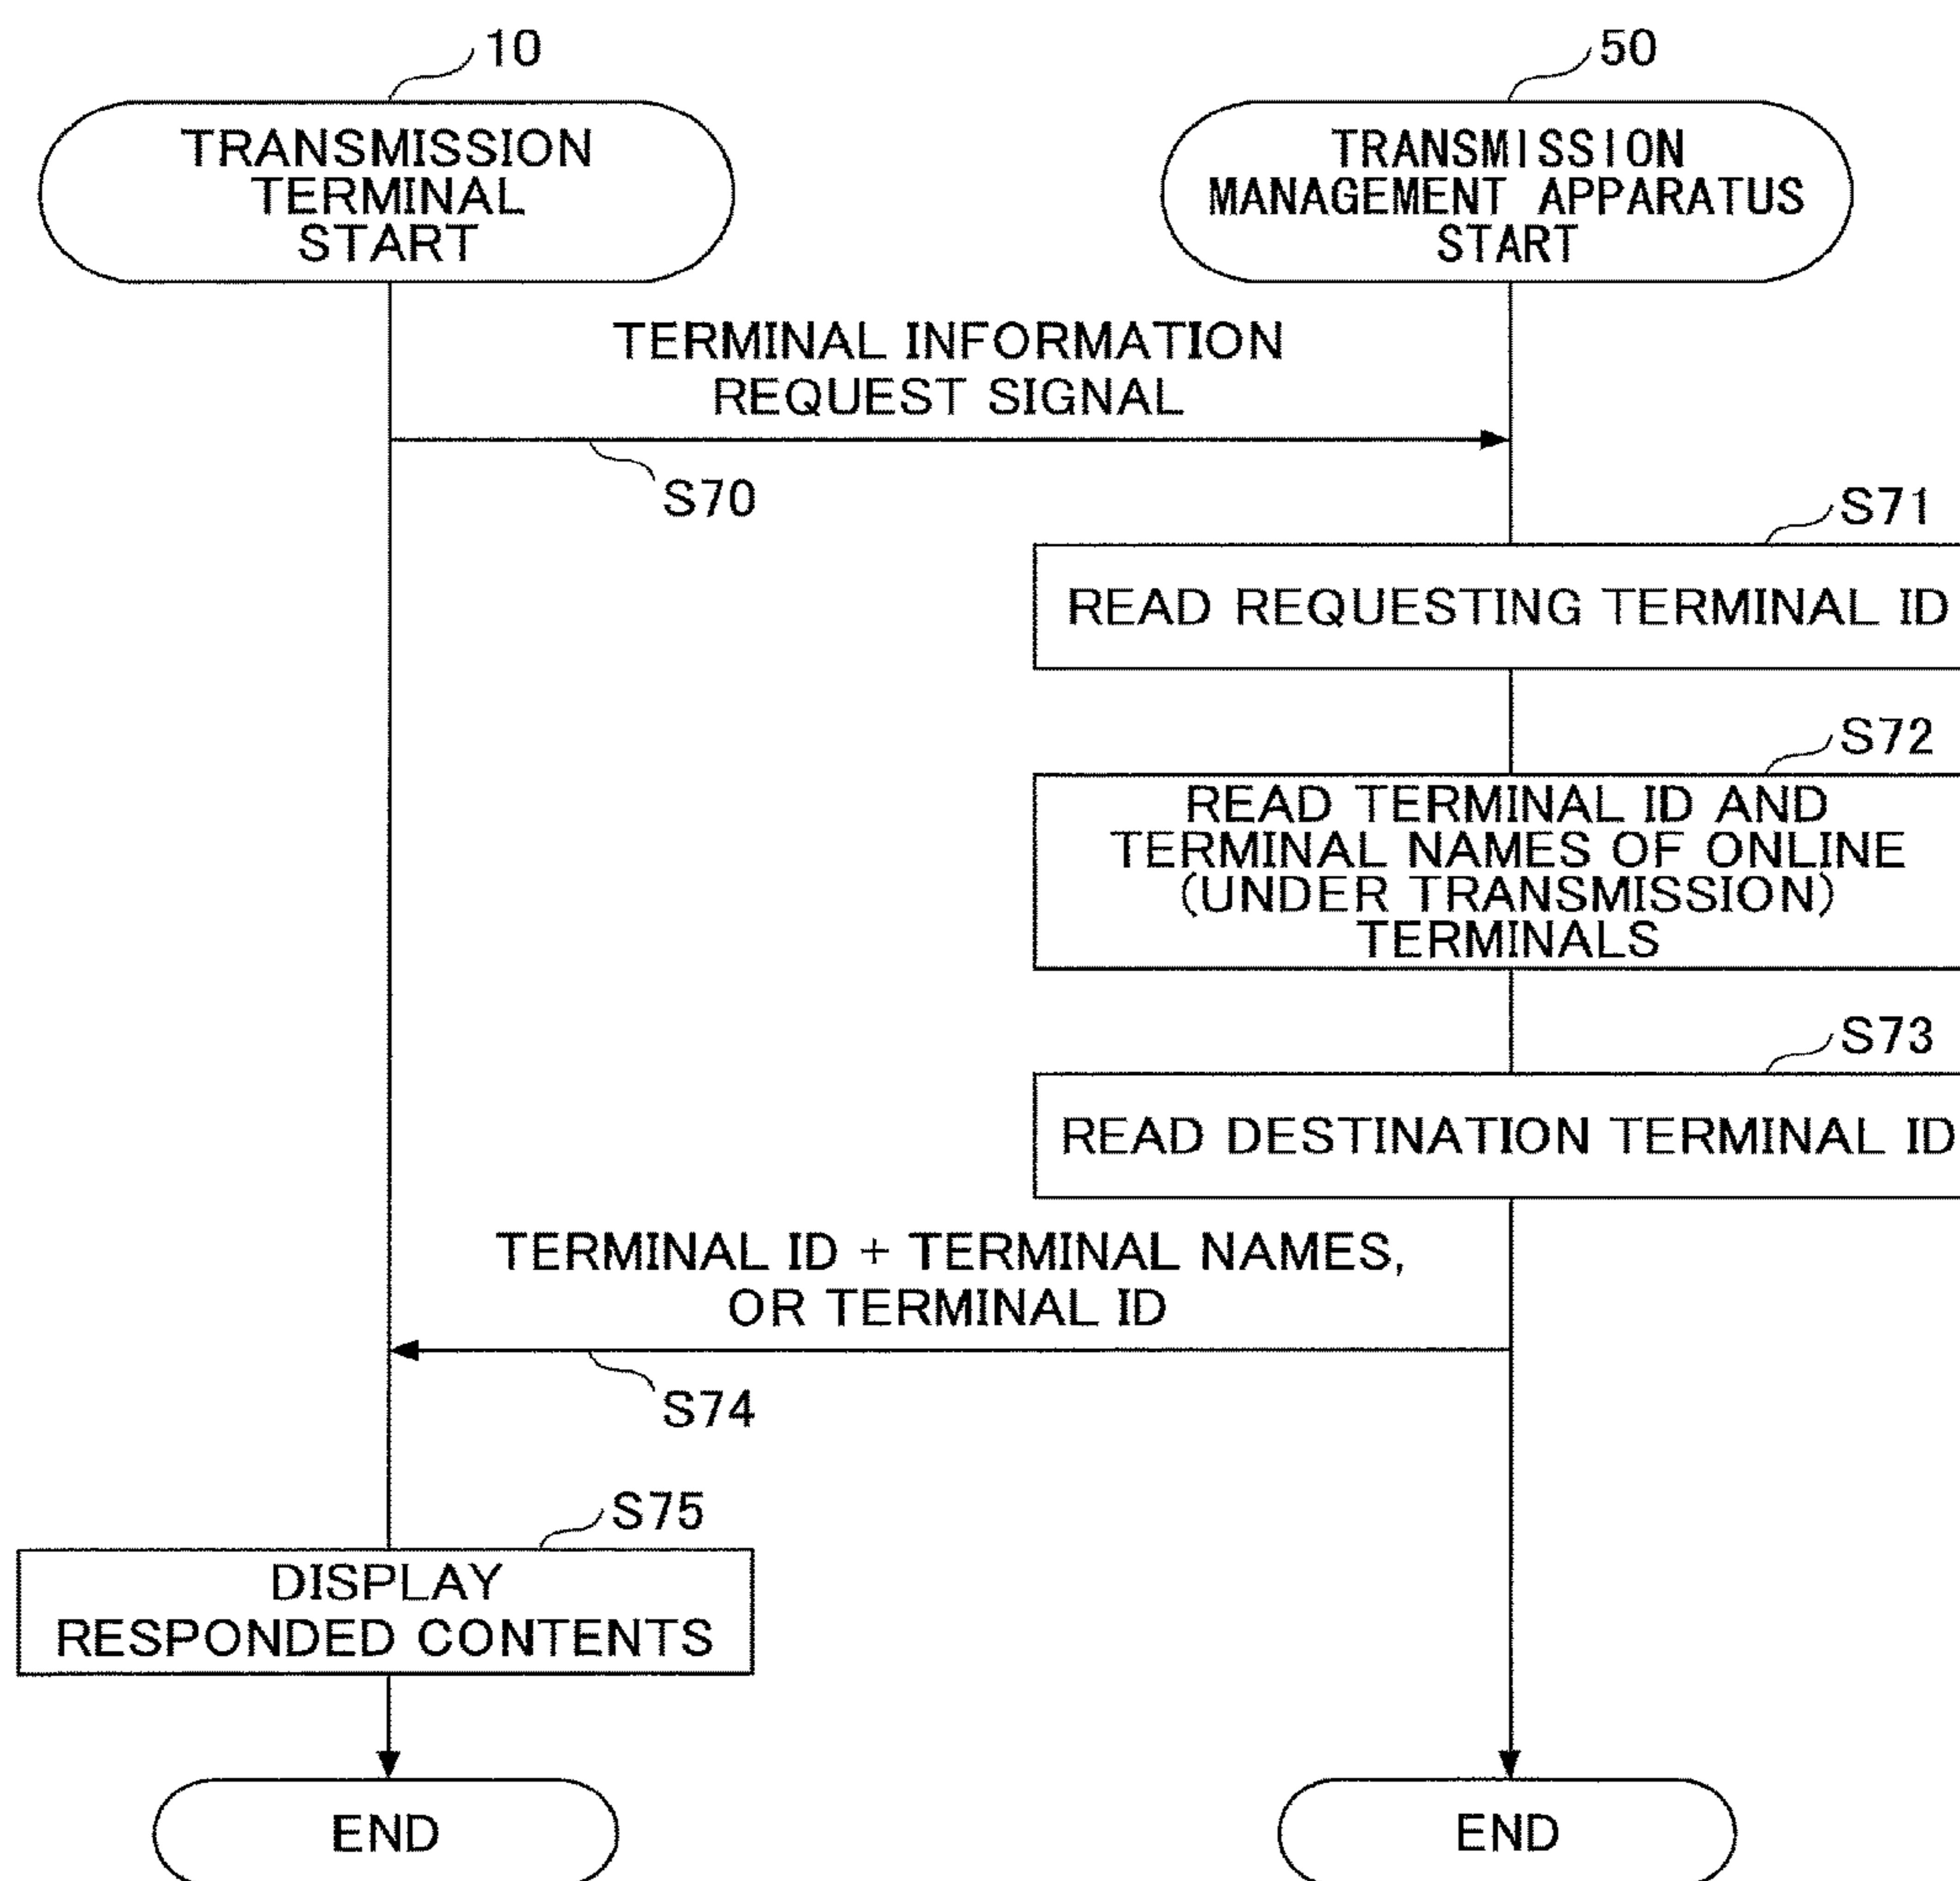 10
50
TRANSMISSION
TERMINAL
START
TRANSMISSION
MANAGEMENT APPARATUS
START
TERMINAL INFORMATION
REQUEST SIGNAL
S70
S71
READ REQUESTING TERMINAL ID
S72
READ TERMINAL ID AND
TERMINAL NAMES OF ONLINE
(UNDER TRANSMISSION)
TERMINALS
S73
READ DESTINATION TERMINAL ID
TERMINAL ID + TERMINAL NAMES,
OR TERMINAL ID
S74
S75
DISPLAY
RESPONDED CONTENTS
END
END